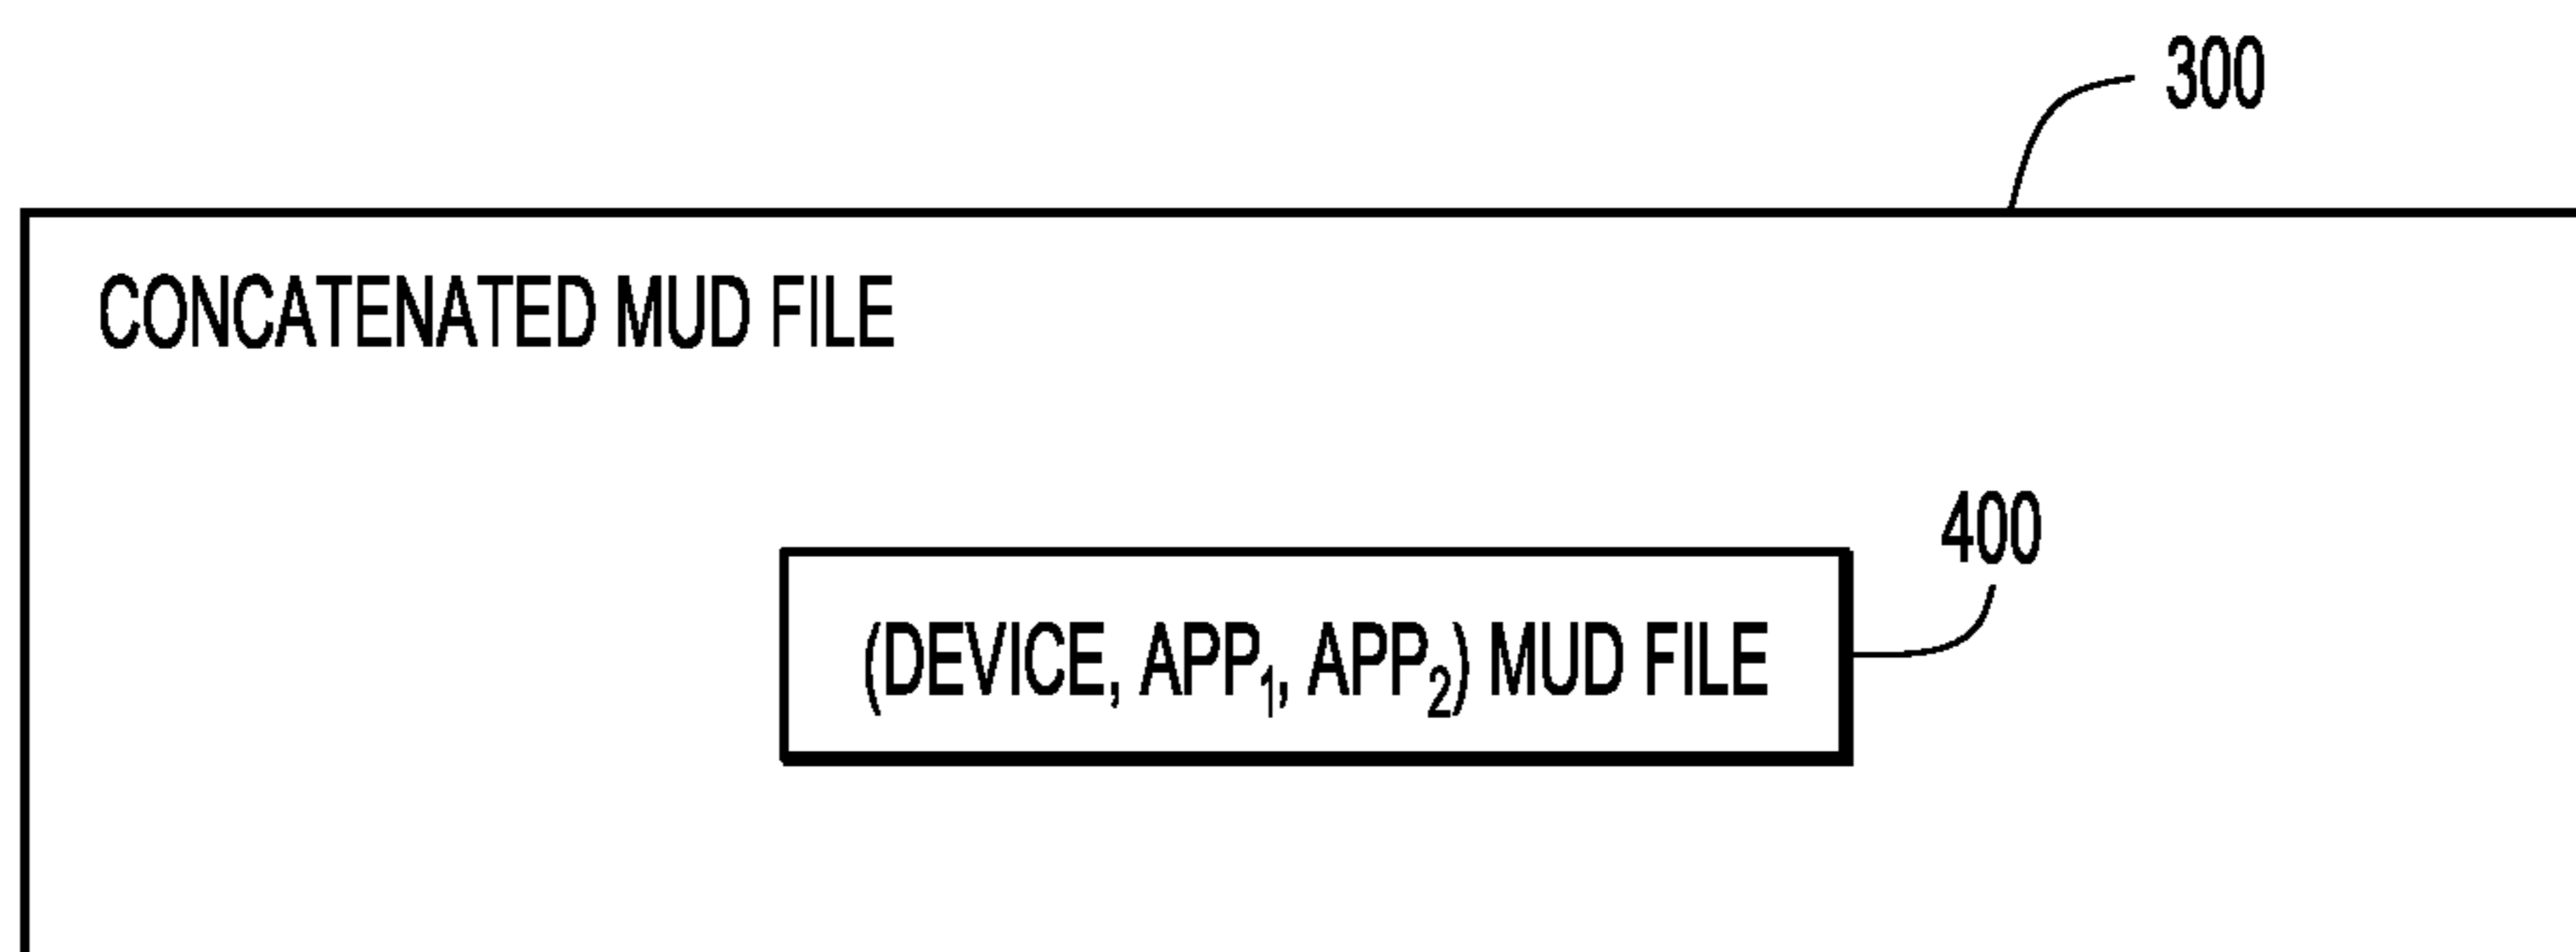 300
CONCATENATED MUD FILE
400
(DEVICE, APP₁, APP₂) MUD FILE